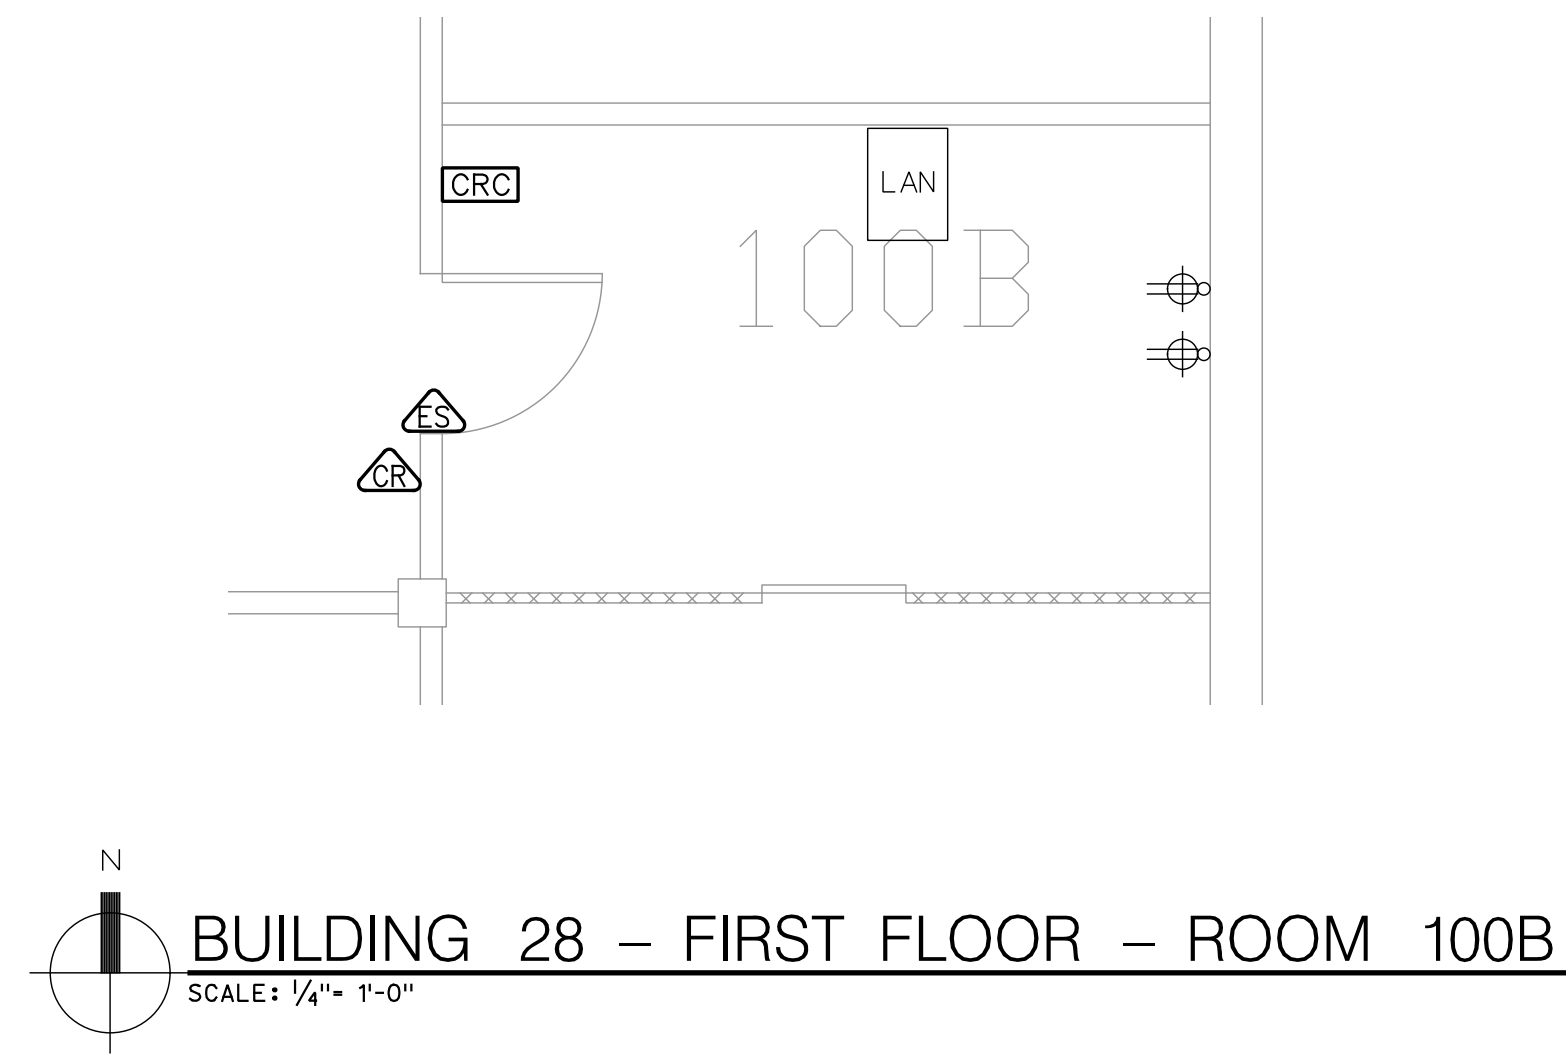 CRC
LAN
100B
ES
CR
N
BUILDING 28 – FIRST FLOOR – ROOM 100B
SCALE: 1/4"= 1'-0"